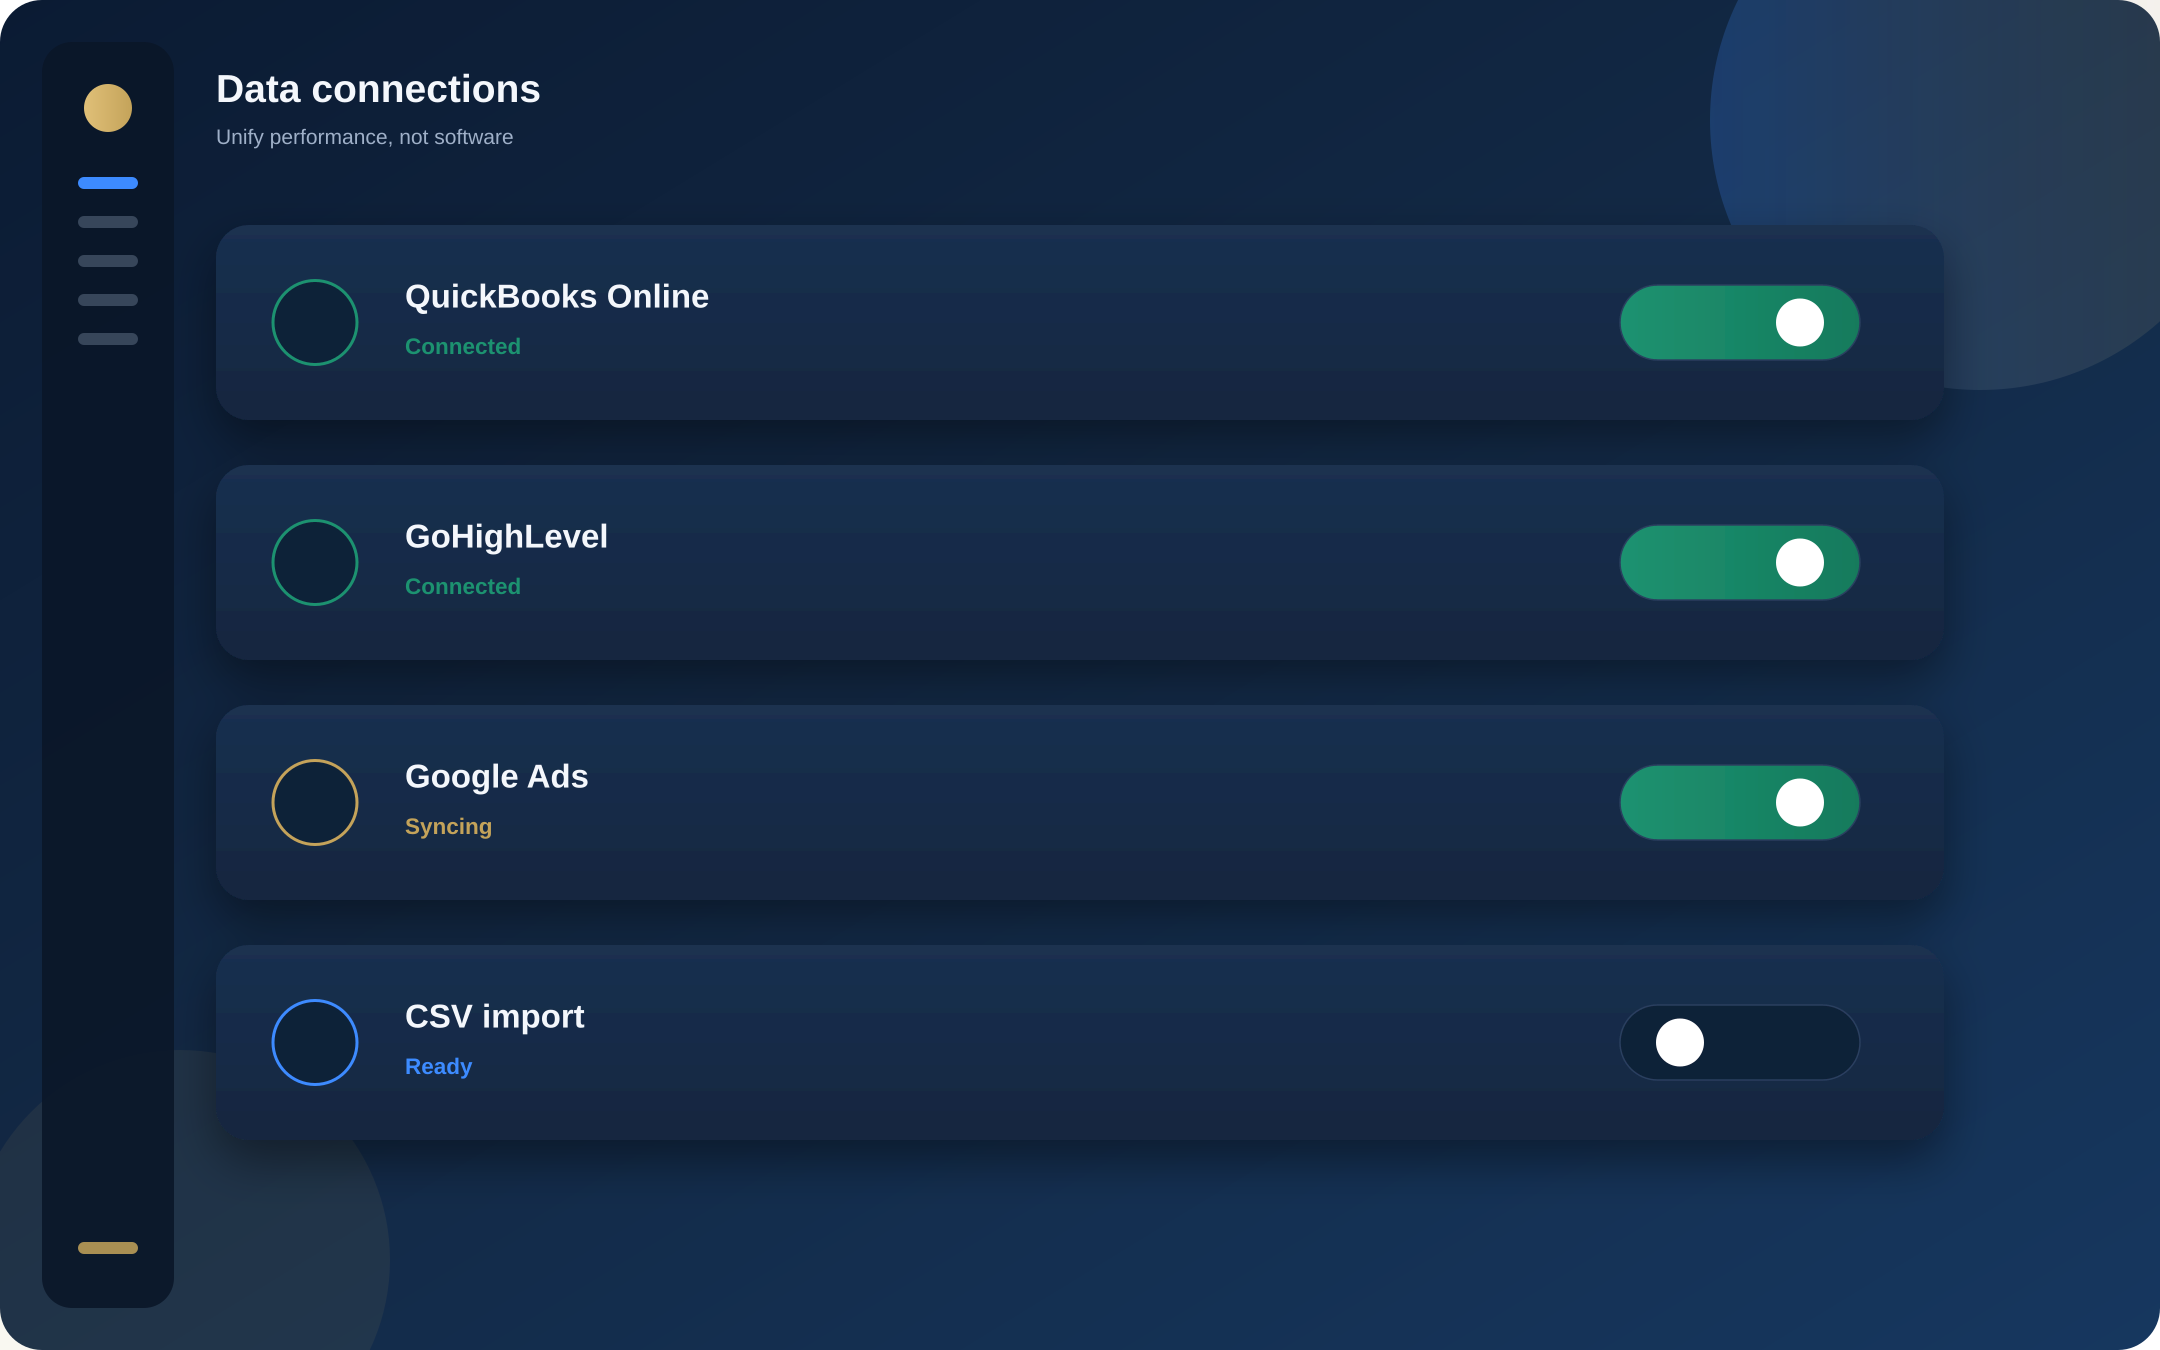 Data connections
Unify performance, not software
QuickBooks Online
Connected
GoHighLevel
Connected
Google Ads
Syncing
CSV import
Ready